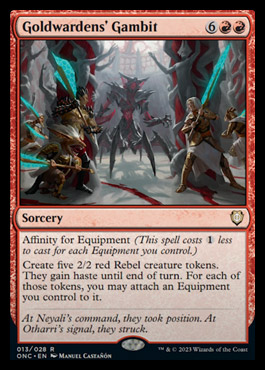 Goldwardens' Gambit 6
Sorcery
Affinity for Equipment (This spell costs 1 less
to cast for each Equipment you control.)
Create five 2/2 red Rebel creature tokens.
They gain haste until end of turn. For each of
those tokens, you may attach an Equipment
you control to it.
At Neyali's command, they took position. At
Otharri's signal, they struck.
013/028 R
ONC • EN MANUEL CASTAÑÓN
™ & © 2023 Wizards of the Coast